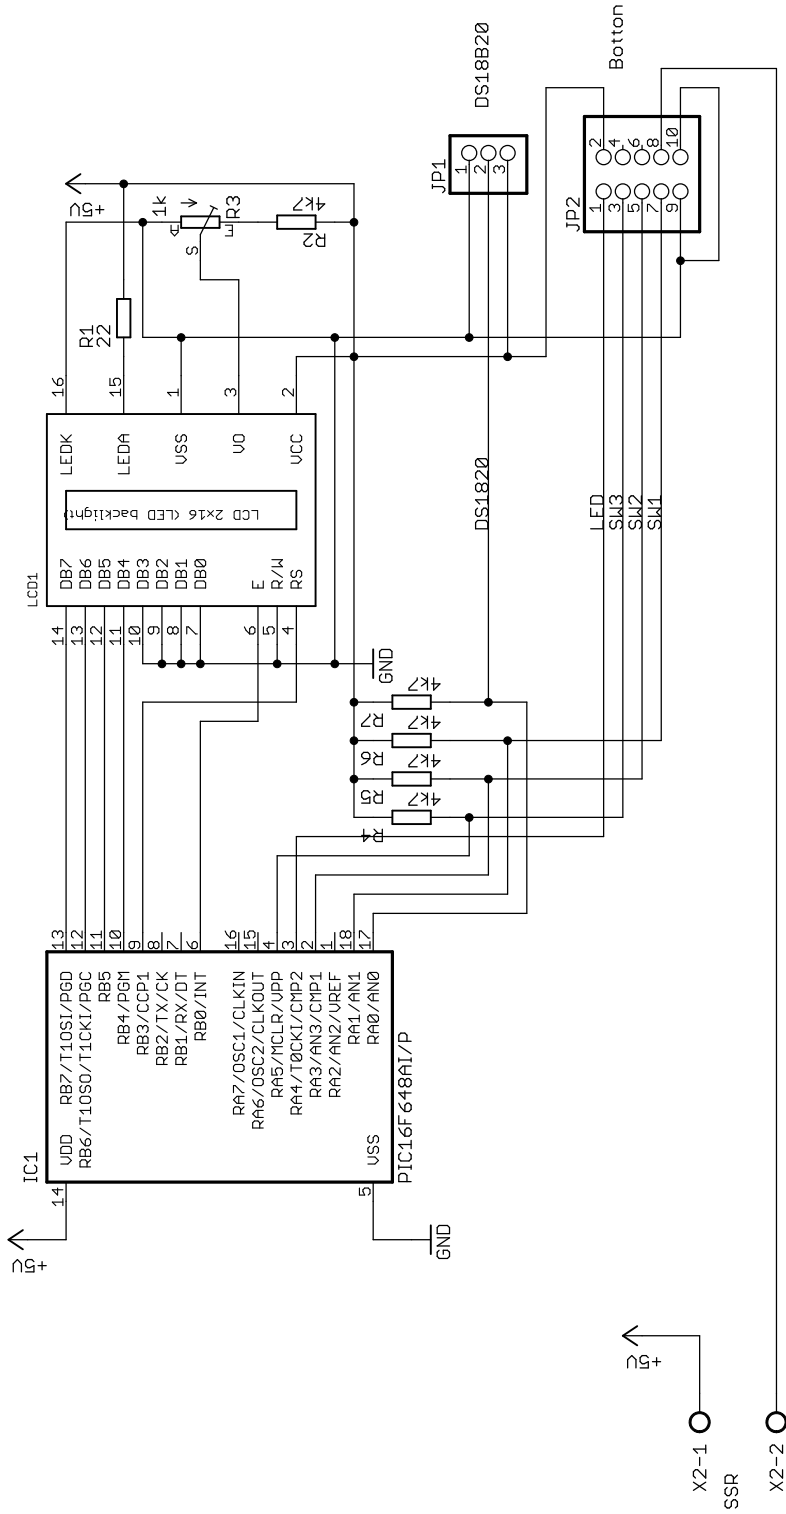 Botton
DS18B20
JP1
1
2
3
JP2
2
4
6
8
10
1
3
5
7
9
+5V
1k
A
E
S
R3
4k7
R2
R1
22
16
15
1
3
2
LEDK
LEDA
VSS
VO
VCC
LCD 2x16 (LED backlight)
LCD1
DB7
DB6
DB5
DB4
DB3
DB2
DB1
DB0
E
R/W
RS
14
13
12
11
10
9
8
7
6
5
4
DS1820
LED
SW3
SW2
SW1
GND
4k7
R7
4k7
R6
4k7
R5
4k7
R4
13
12
11
10
9
8
7
6
16
15
4
3
2
1
18
17
RB7/T1OSI/PGD
RB6/T1OSO/T1CKI/PGC
RB5
RB4/PGM
RB3/CCP1
RB2/TX/CK
RB1/RX/DT
RB0/INT
RA7/OSC1/CLKIN
RA6/OSC2/CLKOUT
RA5/MCLR/VPP
RA4/T0CKI/CMP2
RA3/AN3/CMP1
RA2/AN2/VREF
RA1/AN1
RA0/AN0
VDD
VSS
IC1
PIC16F648AI/P
14
5
+5V
GND
+5V
X2-1
SSR
X2-2